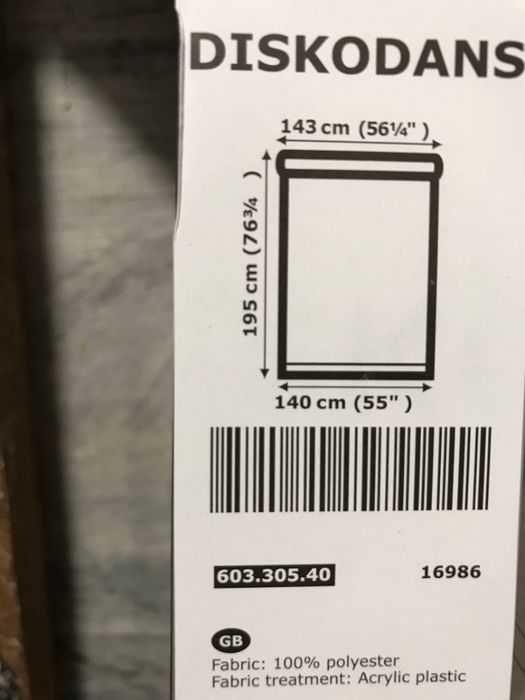 DISKODANS
143 cm (56¼" )
195 cm (76¾ )
140 cm (55" )
603.305.40
16986
GB
Fabric: 100% polyester
Fabric treatment: Acrylic plastic